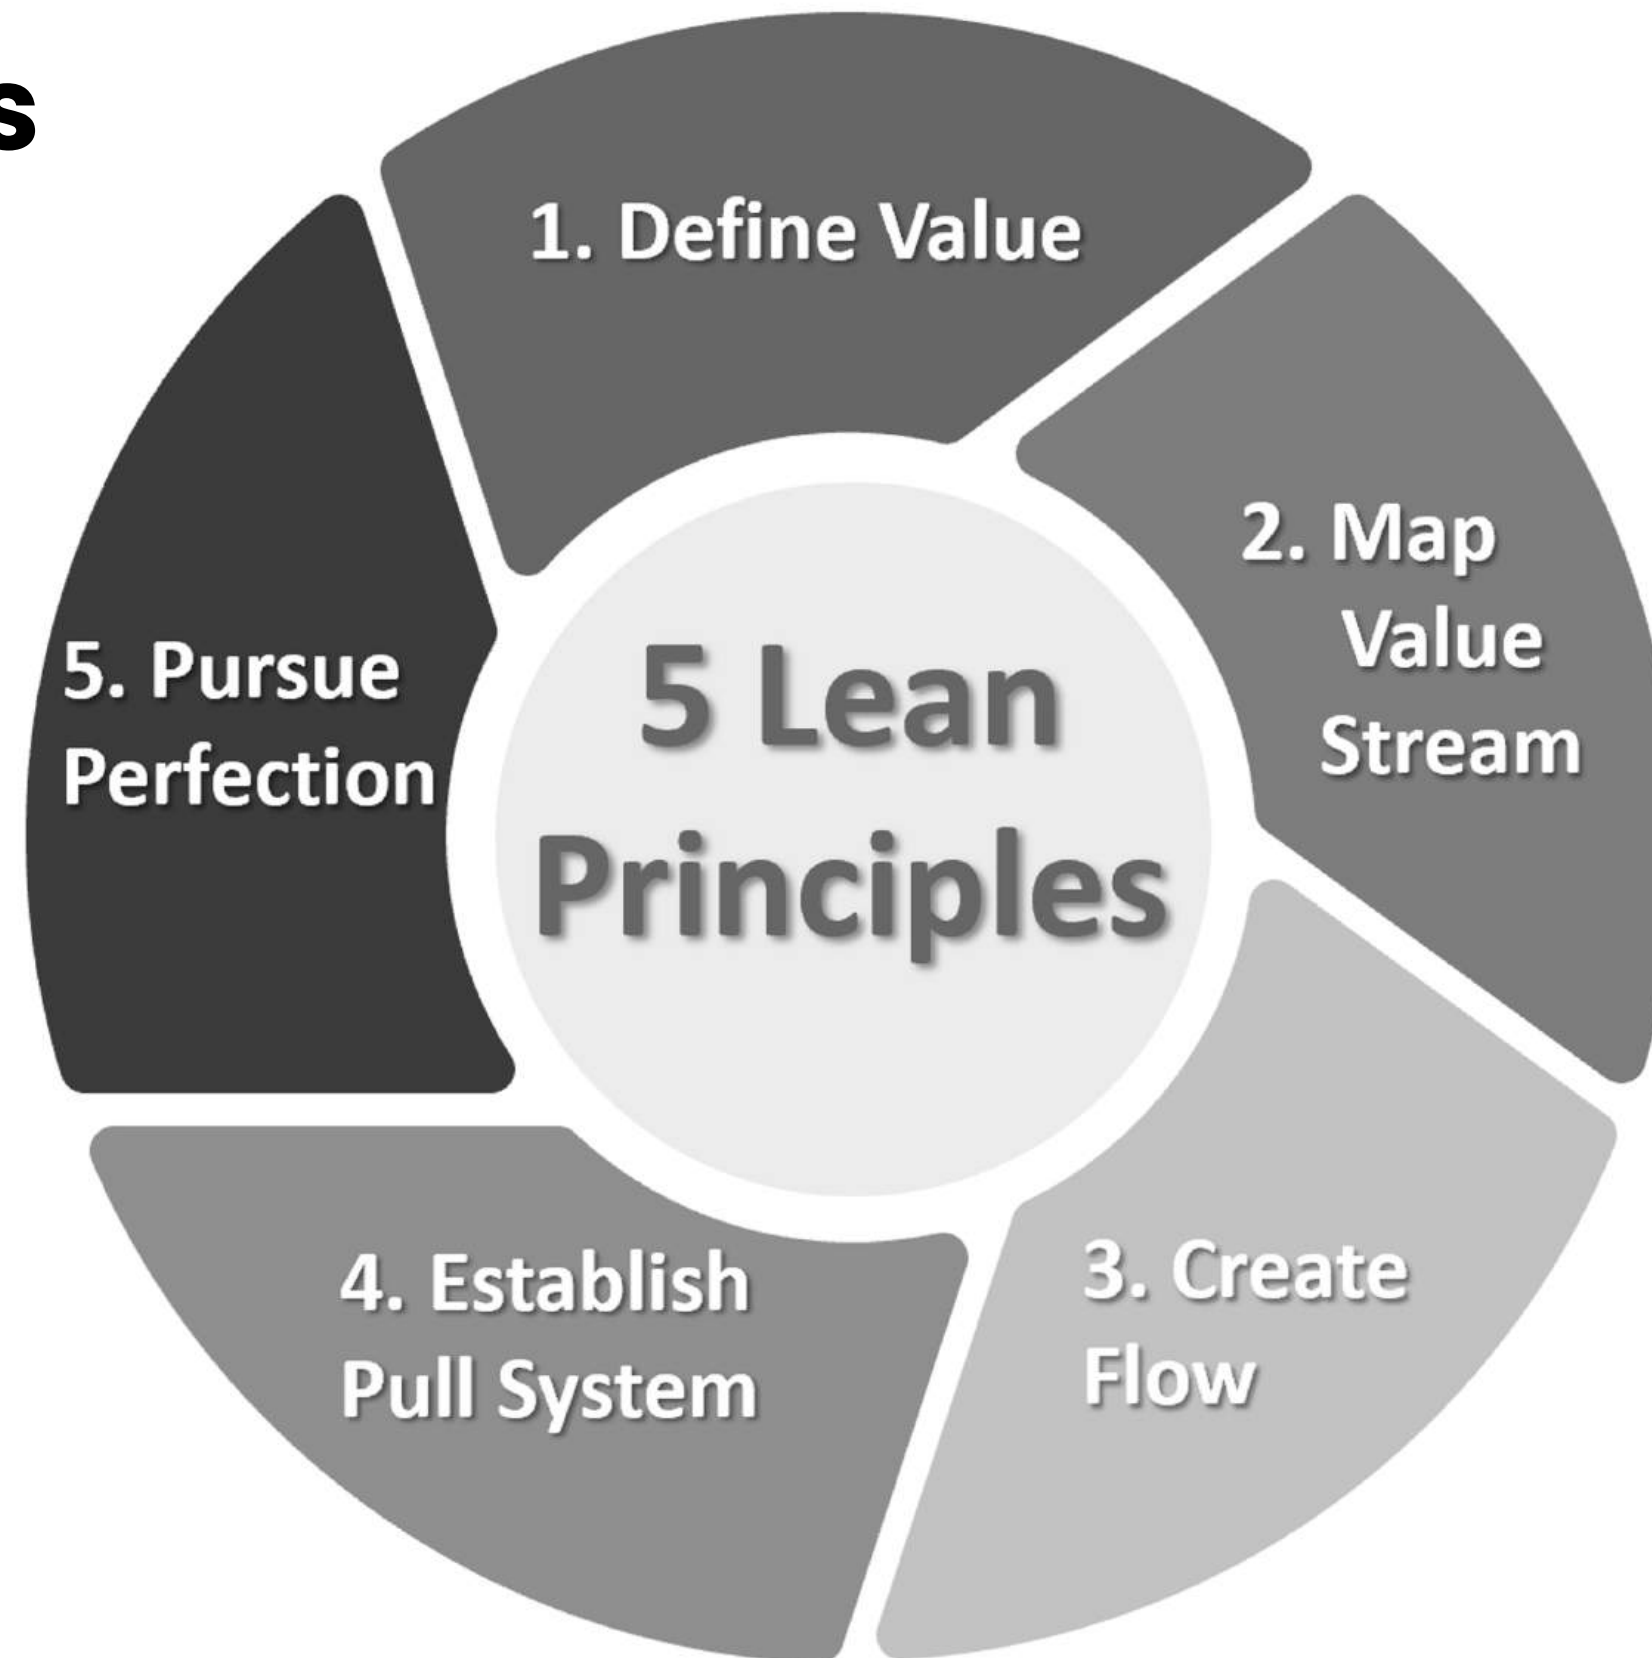 s
1. Define Value
2. Map
Value
Stream
3. Create
Flow
4. Establish
Pull System
5. Pursue
Perfection
5 Lean
Principles